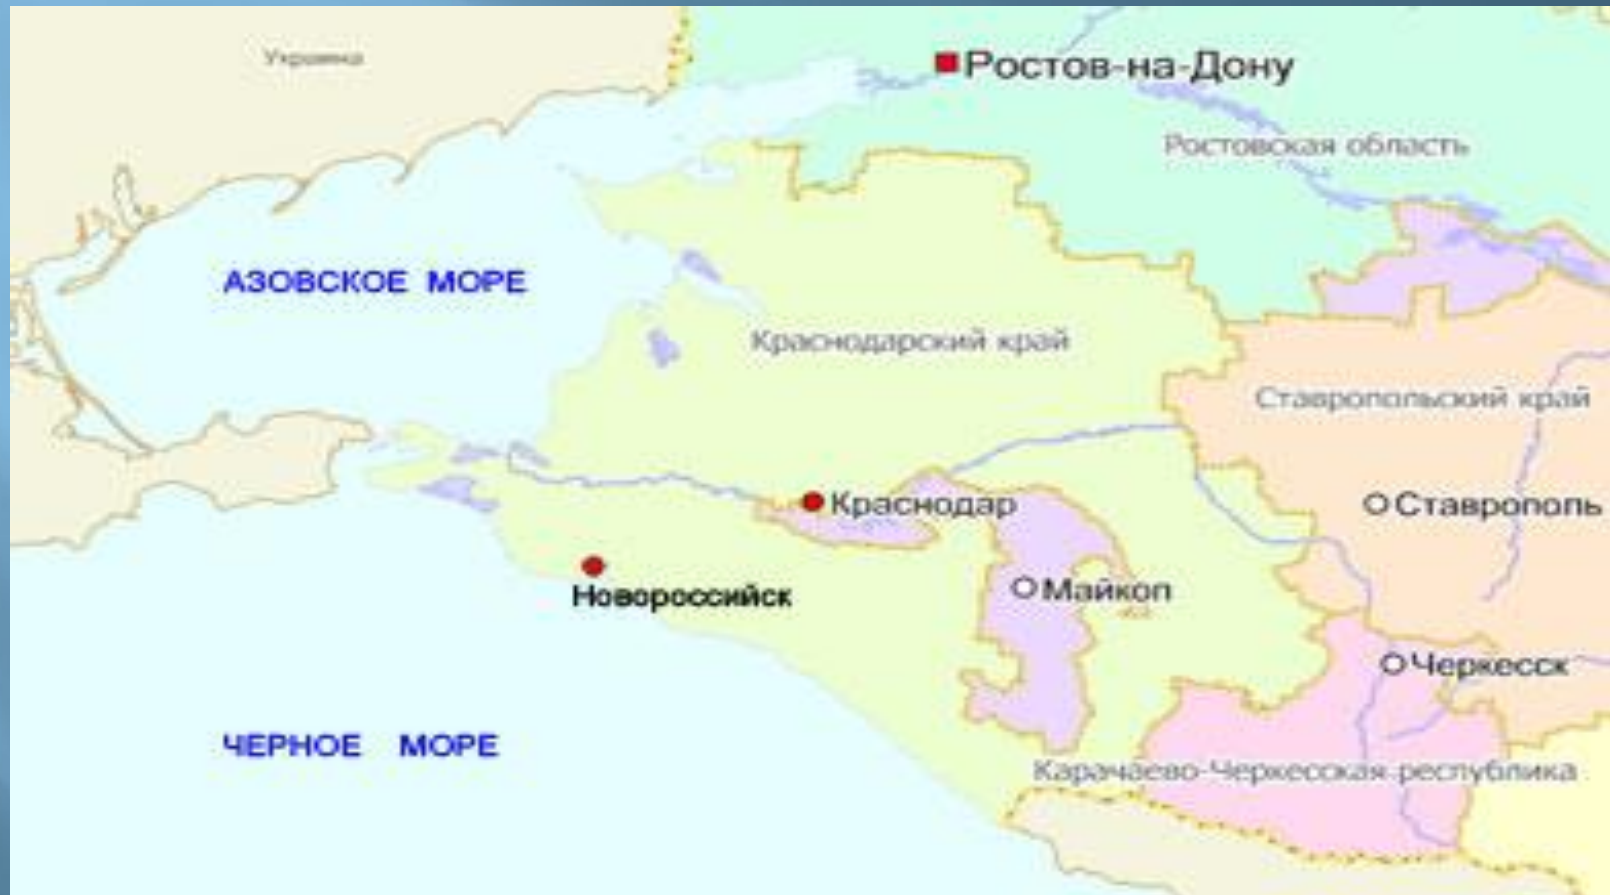 Украина
Ростов-на-Дону
Ростовская область
АЗОВСКОЕ МОРЕ
Краснодарский край
Ставропольский край
Краснодар
Ставрополь
Новороссийск
Майкоп
Черкесск
ЧЕРНОЕ МОРЕ
Карачаево-Черкесская республика